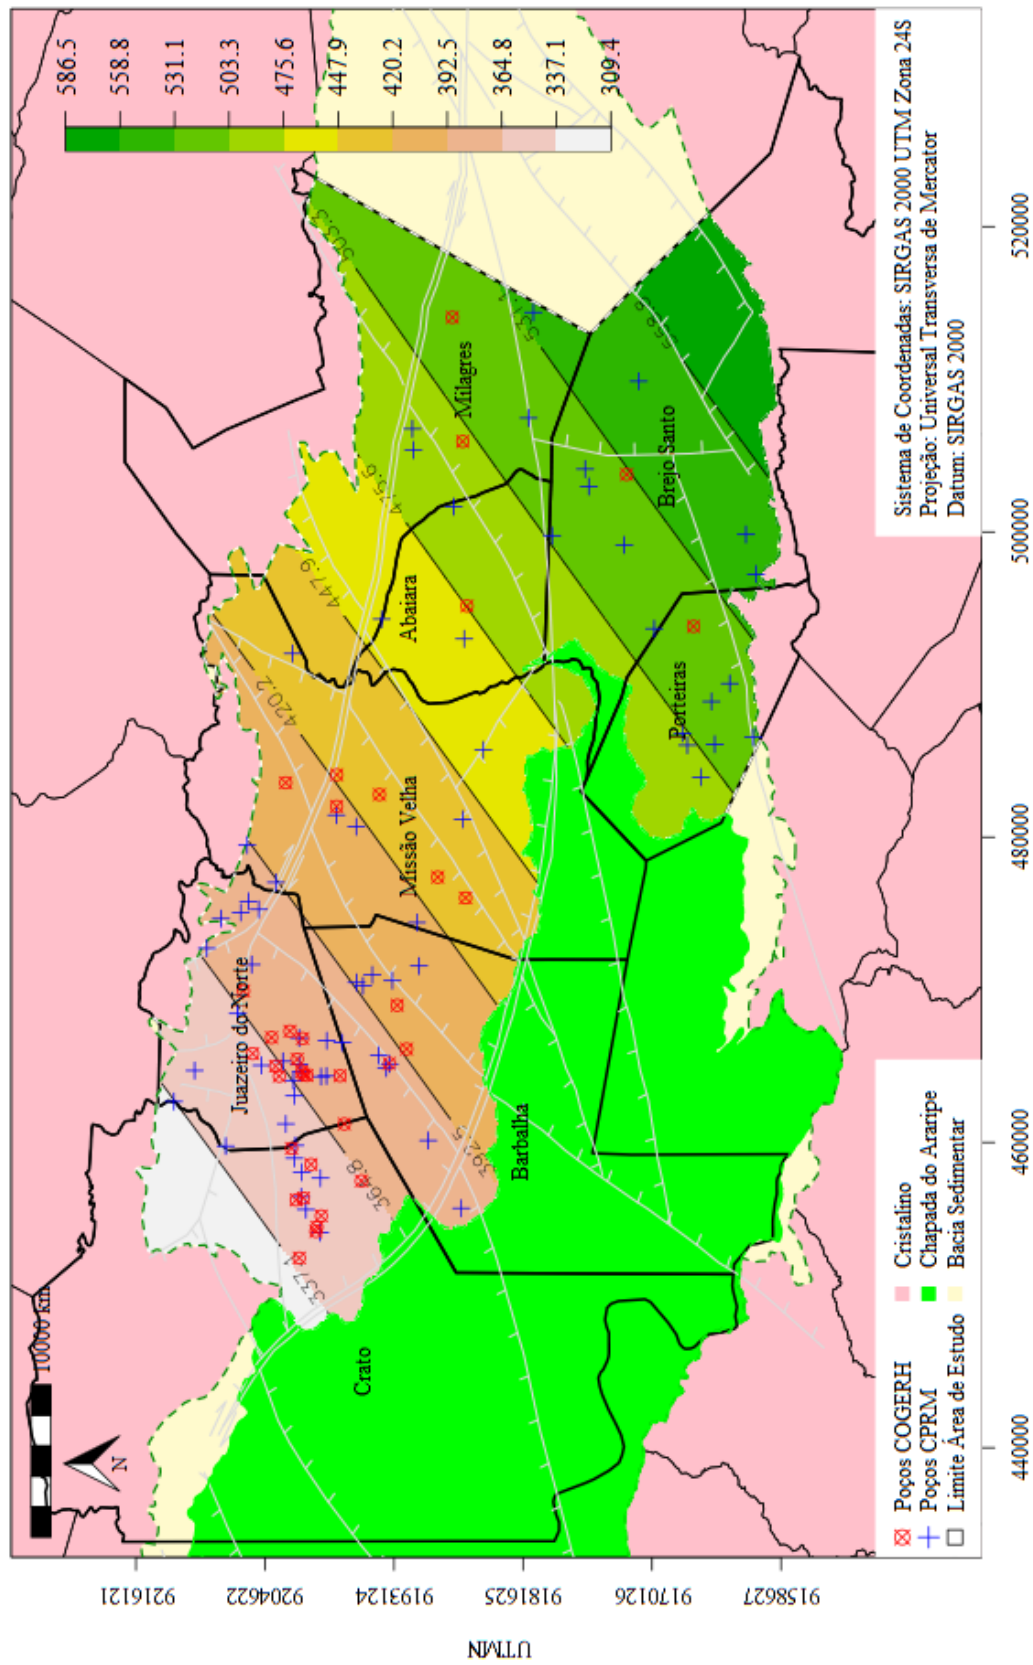 10000 km
N
586.5
558.8
531.1
503.3
475.6
447.9
420.2
392.5
364.8
337.1
309.4
503.3
475.6
447.9
420.2
392.5
364.8
337.1
Milagres
Brejo Santo
Abaiara
Porteiras
Missão Velha
Juazeiro do Norte
Barbalha
Crato
UTMN
9216121
9204622
9193124
9181625
9170126
9158627
440000
460000
480000
500000
520000
Poços COGERH
Poços CPRM
Limite Área de Estudo
Cristalino
Chapada do Araripe
Bacia Sedimentar
Sistema de Coordenadas: SIRGAS 2000 UTM Zona 24S
Projeção: Universal Transversa de Mercator
Datum: SIRGAS 2000